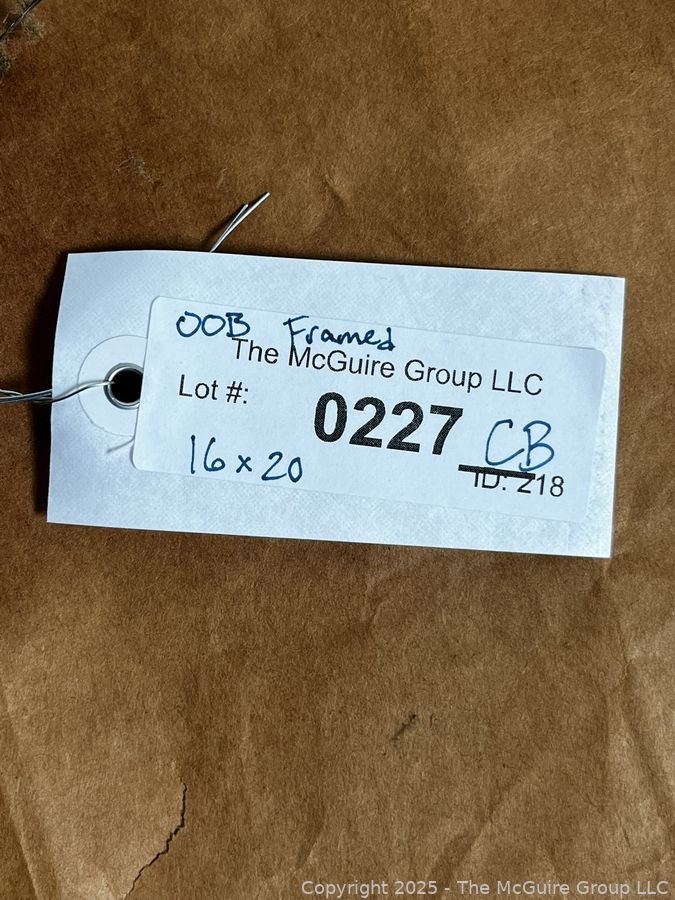 OOB Framed
The McGuire Group LLC
Lot #:
0227 CB
16 x 20
ID: 218
Copyright 2025 - The McGuire Group LLC